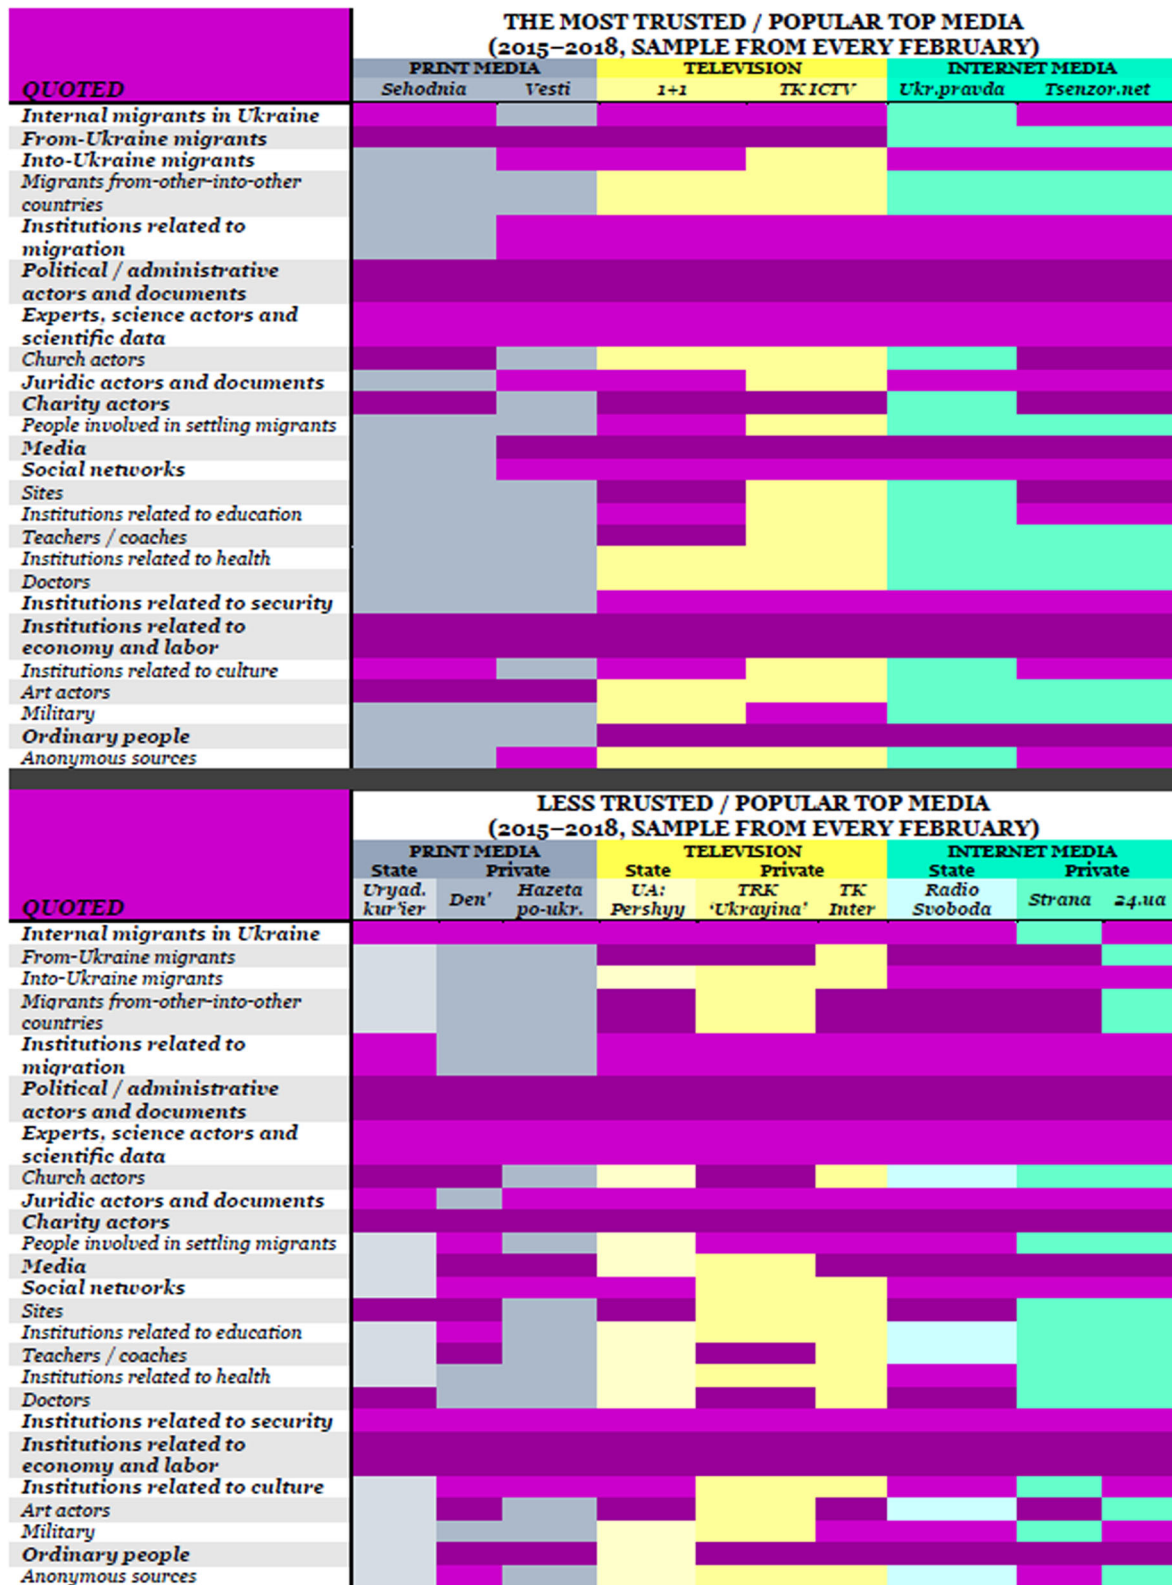 THE MOST TRUSTED / POPULAR TOP MEDIA
(2015–2018, SAMPLE FROM EVERY FEBRUARY)
PRINT MEDIA TELEVISION INTERNET MEDIA
QUOTED Sehodnia Vesti 1+1 TK ICTV Ukr.pravda Tsenzor.net
Internal migrants in Ukraine
From-Ukraine migrants
Into-Ukraine migrants
Migrants from-other-into-other
countries
Institutions related to
migration
Political / administrative
actors and documents
Experts, science actors and
scientific data
Church actors
Juridic actors and documents
Charity actors
People involved in settling migrants
Media
Social networks
Sites
Institutions related to education
Teachers / coaches
Institutions related to health
Doctors
Institutions related to security
Institutions related to
economy and labor
Institutions related to culture
Art actors
Military
Ordinary people
Anonymous sources
LESS TRUSTED / POPULAR TOP MEDIA
(2015–2018, SAMPLE FROM EVERY FEBRUARY)
PRINT MEDIA TELEVISION INTERNET MEDIA
State Private State Private State Private
Uryad. Den' Hazeta UA: TRK TK Radio Strana 24.ua
QUOTED kur'ier po-ukr. Pershyy ‘Ukrayina’ Inter Svoboda
Internal migrants in Ukraine
From-Ukraine migrants
Into-Ukraine migrants
Migrants from-other-into-other
countries
Institutions related to
migration
Political / administrative
actors and documents
Experts, science actors and
scientific data
Church actors
Juridic actors and documents
Charity actors
People involved in settling migrants
Media
Social networks
Sites
Institutions related to education
Teachers / coaches
Institutions related to health
Doctors
Institutions related to security
Institutions related to
economy and labor
Institutions related to culture
Art actors
Military
Ordinary people
Anonymous sources